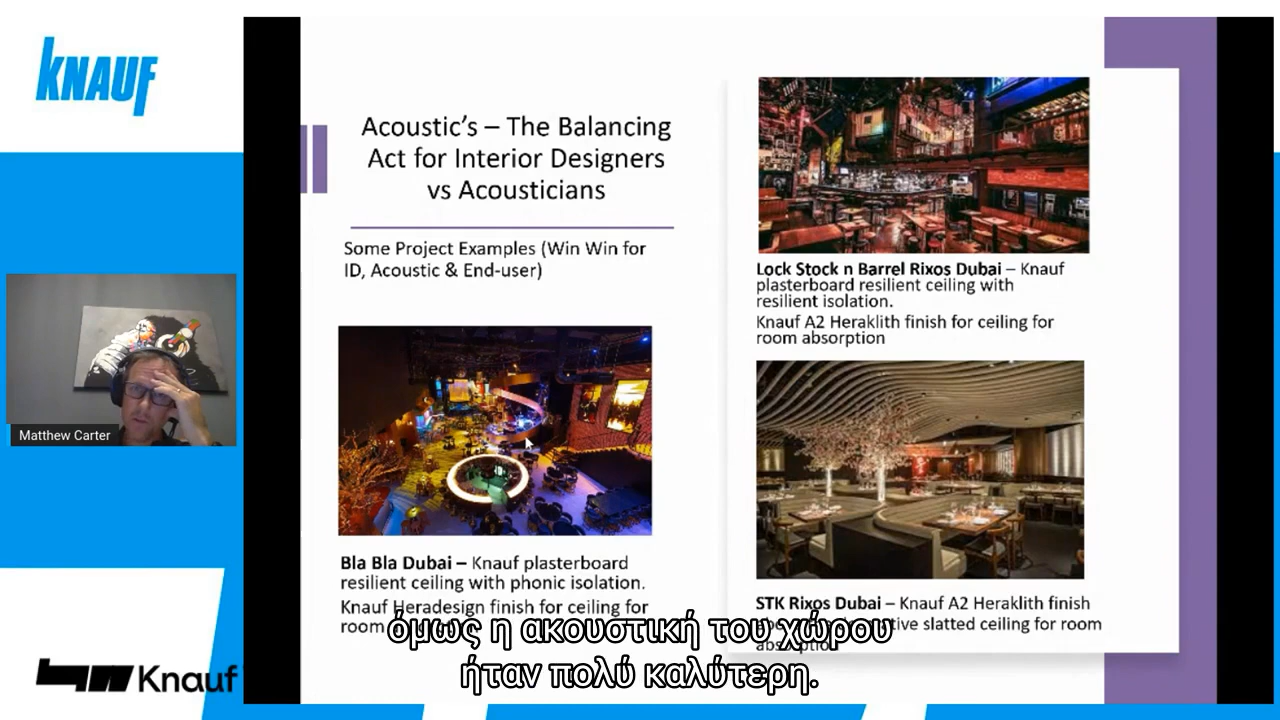 KNAUF
Acoustic's – The Balancing
Act for Interior Designers
vs Acousticians
Some Project Examples (Win Win for
ID, Acoustic & End-user)
Bla Bla Dubai – Knauf plasterboard
resilient ceiling with phonic isolation.
Knauf Heradesign finish for ceiling for
room
Lock Stock n Barrel Rixos Dubai – Knauf
plasterboard resilient ceiling with
resilient isolation.
Knauf A2 Heraklith finish for ceiling for
room absorption
STK Rixos Dubai – Knauf A2 Heraklith finish
slatted ceiling for room
absorption
Matthew Carter
Knauf
όμως η ακουστική του χώρου
ήταν πολύ καλύτερη.